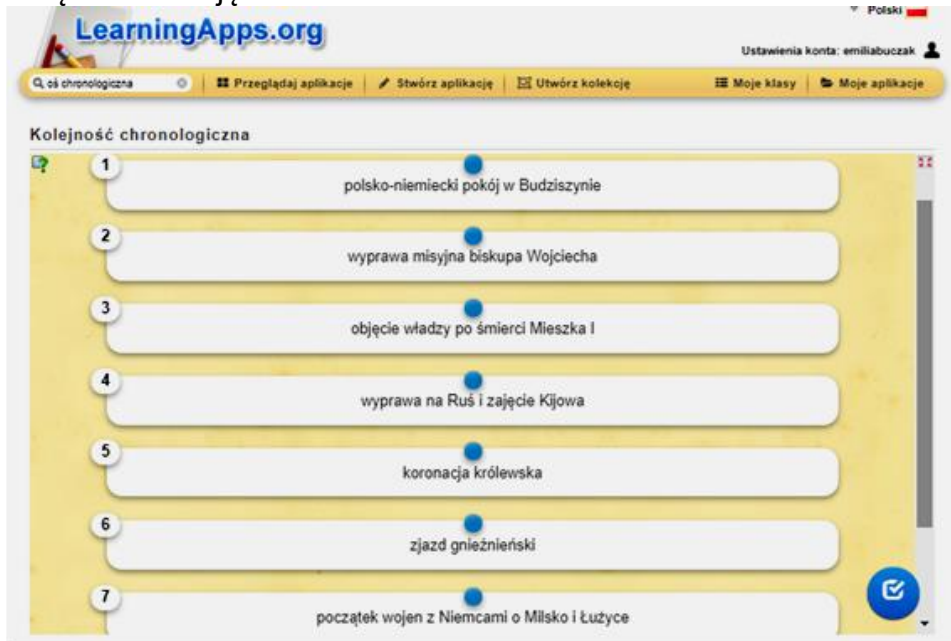 LearningApps.org
Polski
Ustawienia konta: emiliabuczak
oś chronologiczna
Przeglądaj aplikacje
Stwórz aplikację
Utwórz kolekcję
Moje klasy
Moje aplikacje
Kolejność chronologiczna
1
polsko-niemiecki pokój w Budziszynie
2
wyprawa misyjna biskupa Wojciecha
3
objęcie władzy po śmierci Mieszka I
4
wyprawa na Ruś i zajęcie Kijowa
5
koronacja królewska
6
zjazd gnieźnieński
7
początek wojen z Niemcami o Milsko i Łużyce